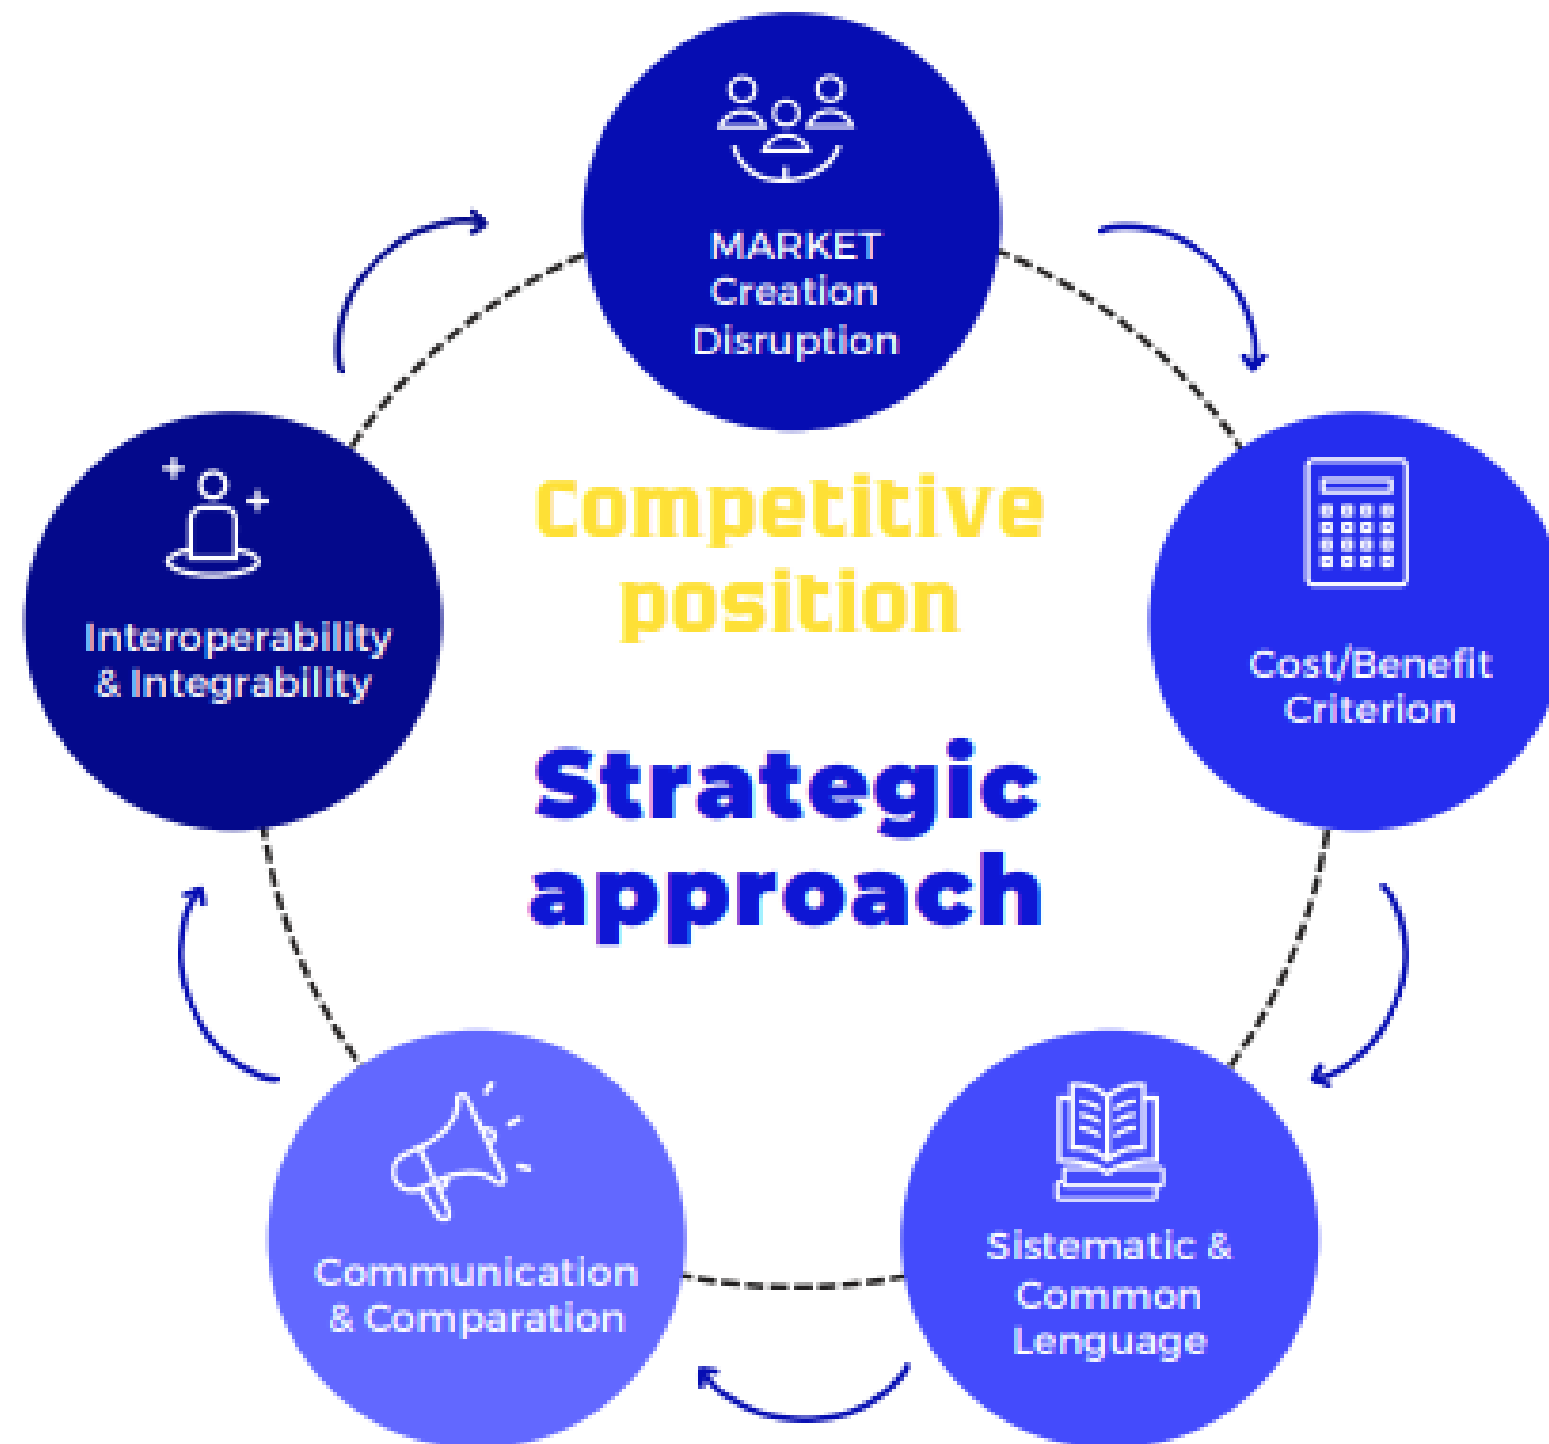 MARKET
Creation
Disruption
Competitive
position
Interoperability
& Integrability
Cost/Benefit
Criterion
Strategic
approach
Communication
& Comparation
Sistematic &
Common
Lenguage